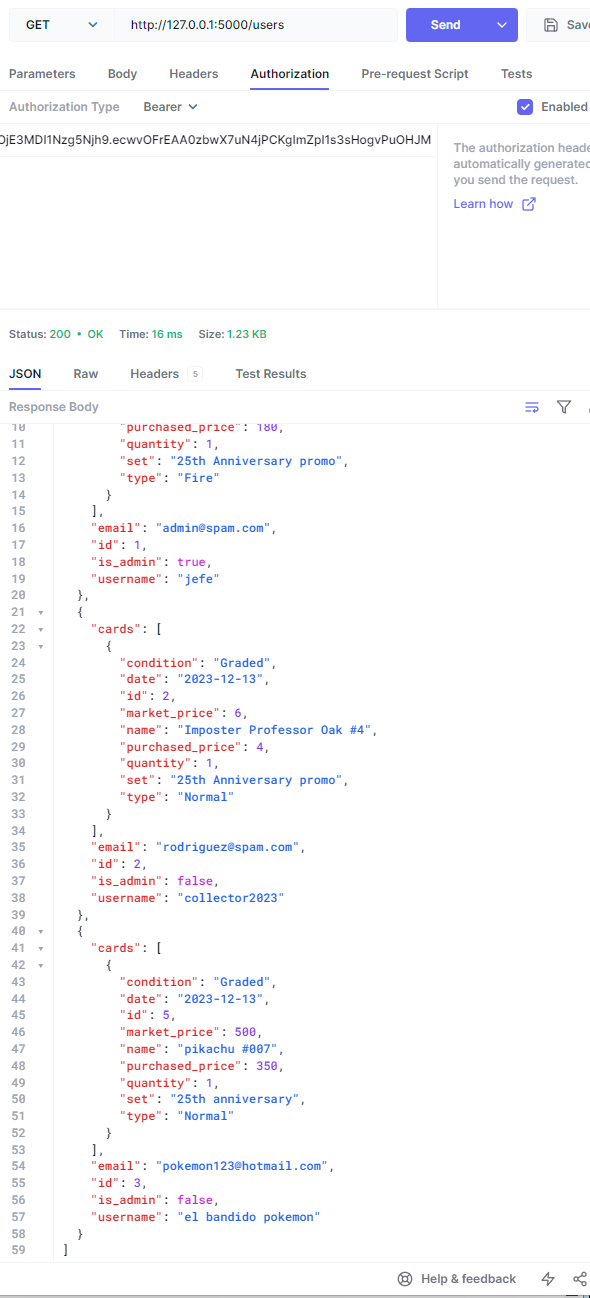 GET http://127.0.0.1:5000/users Send Save
Parameters Body Headers Authorization Pre-request Script Tests
Authorization Type Bearer Enabled
OjE3MDI1Nzg5Njh9.ecwvOFrEAA0zbwX7uN4jPCKgImZpI1s3sHogvPuOHJM
The authorization heade
automatically generated
you send the request.
Learn how
Status: 200 • OK Time: 16 ms Size: 1.23 KB
JSON Raw Headers 5 Test Results
Response Body
10 "purchased_price": 180,
11 "quantity": 1,
12 "set": "25th Anniversary promo",
13 "type": "Fire"
14 }
15 ],
16 "email": "admin@spam.com",
17 "id": 1,
18 "is_admin": true,
19 "username": "jefe"
20 },
21 {
22 "cards": [
23 {
24 "condition": "Graded",
25 "date": "2023-12-13",
26 "id": 2,
27 "market_price": 6,
28 "name": "Imposter Professor Oak #4",
29 "purchased_price": 4,
30 "quantity": 1,
31 "set": "25th Anniversary promo",
32 "type": "Normal"
33 }
34 ],
35 "email": "rodriguez@spam.com",
36 "id": 2,
37 "is_admin": false,
38 "username": "collector2023"
39 },
40 {
41 "cards": [
42 {
43 "condition": "Graded",
44 "date": "2023-12-13",
45 "id": 5,
46 "market_price": 500,
47 "name": "pikachu #007",
48 "purchased_price": 350,
49 "quantity": 1,
50 "set": "25th anniversary",
51 "type": "Normal"
52 }
53 ],
54 "email": "pokemon123@hotmail.com",
55 "id": 3,
56 "is_admin": false,
57 "username": "el bandido pokemon"
58 }
59 ]
Help & feedback